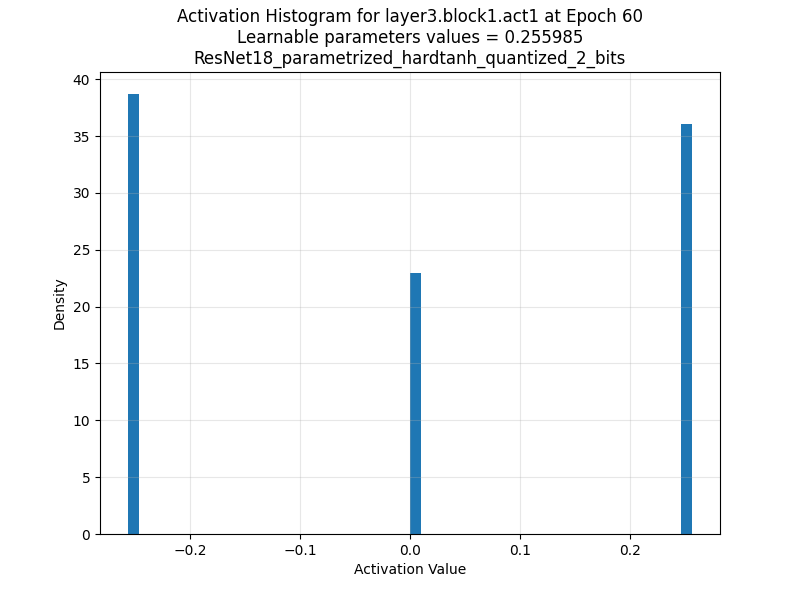 Activation Histogram for layer3.block1.act1 at Epoch 60
Learnable parameters values = 0.255985
ResNet18_parametrized_hardtanh_quantized_2_bits
40
35
30
25
20
15
10
5
0
Density
−0.2
−0.1
0.0
0.1
0.2
Activation Value